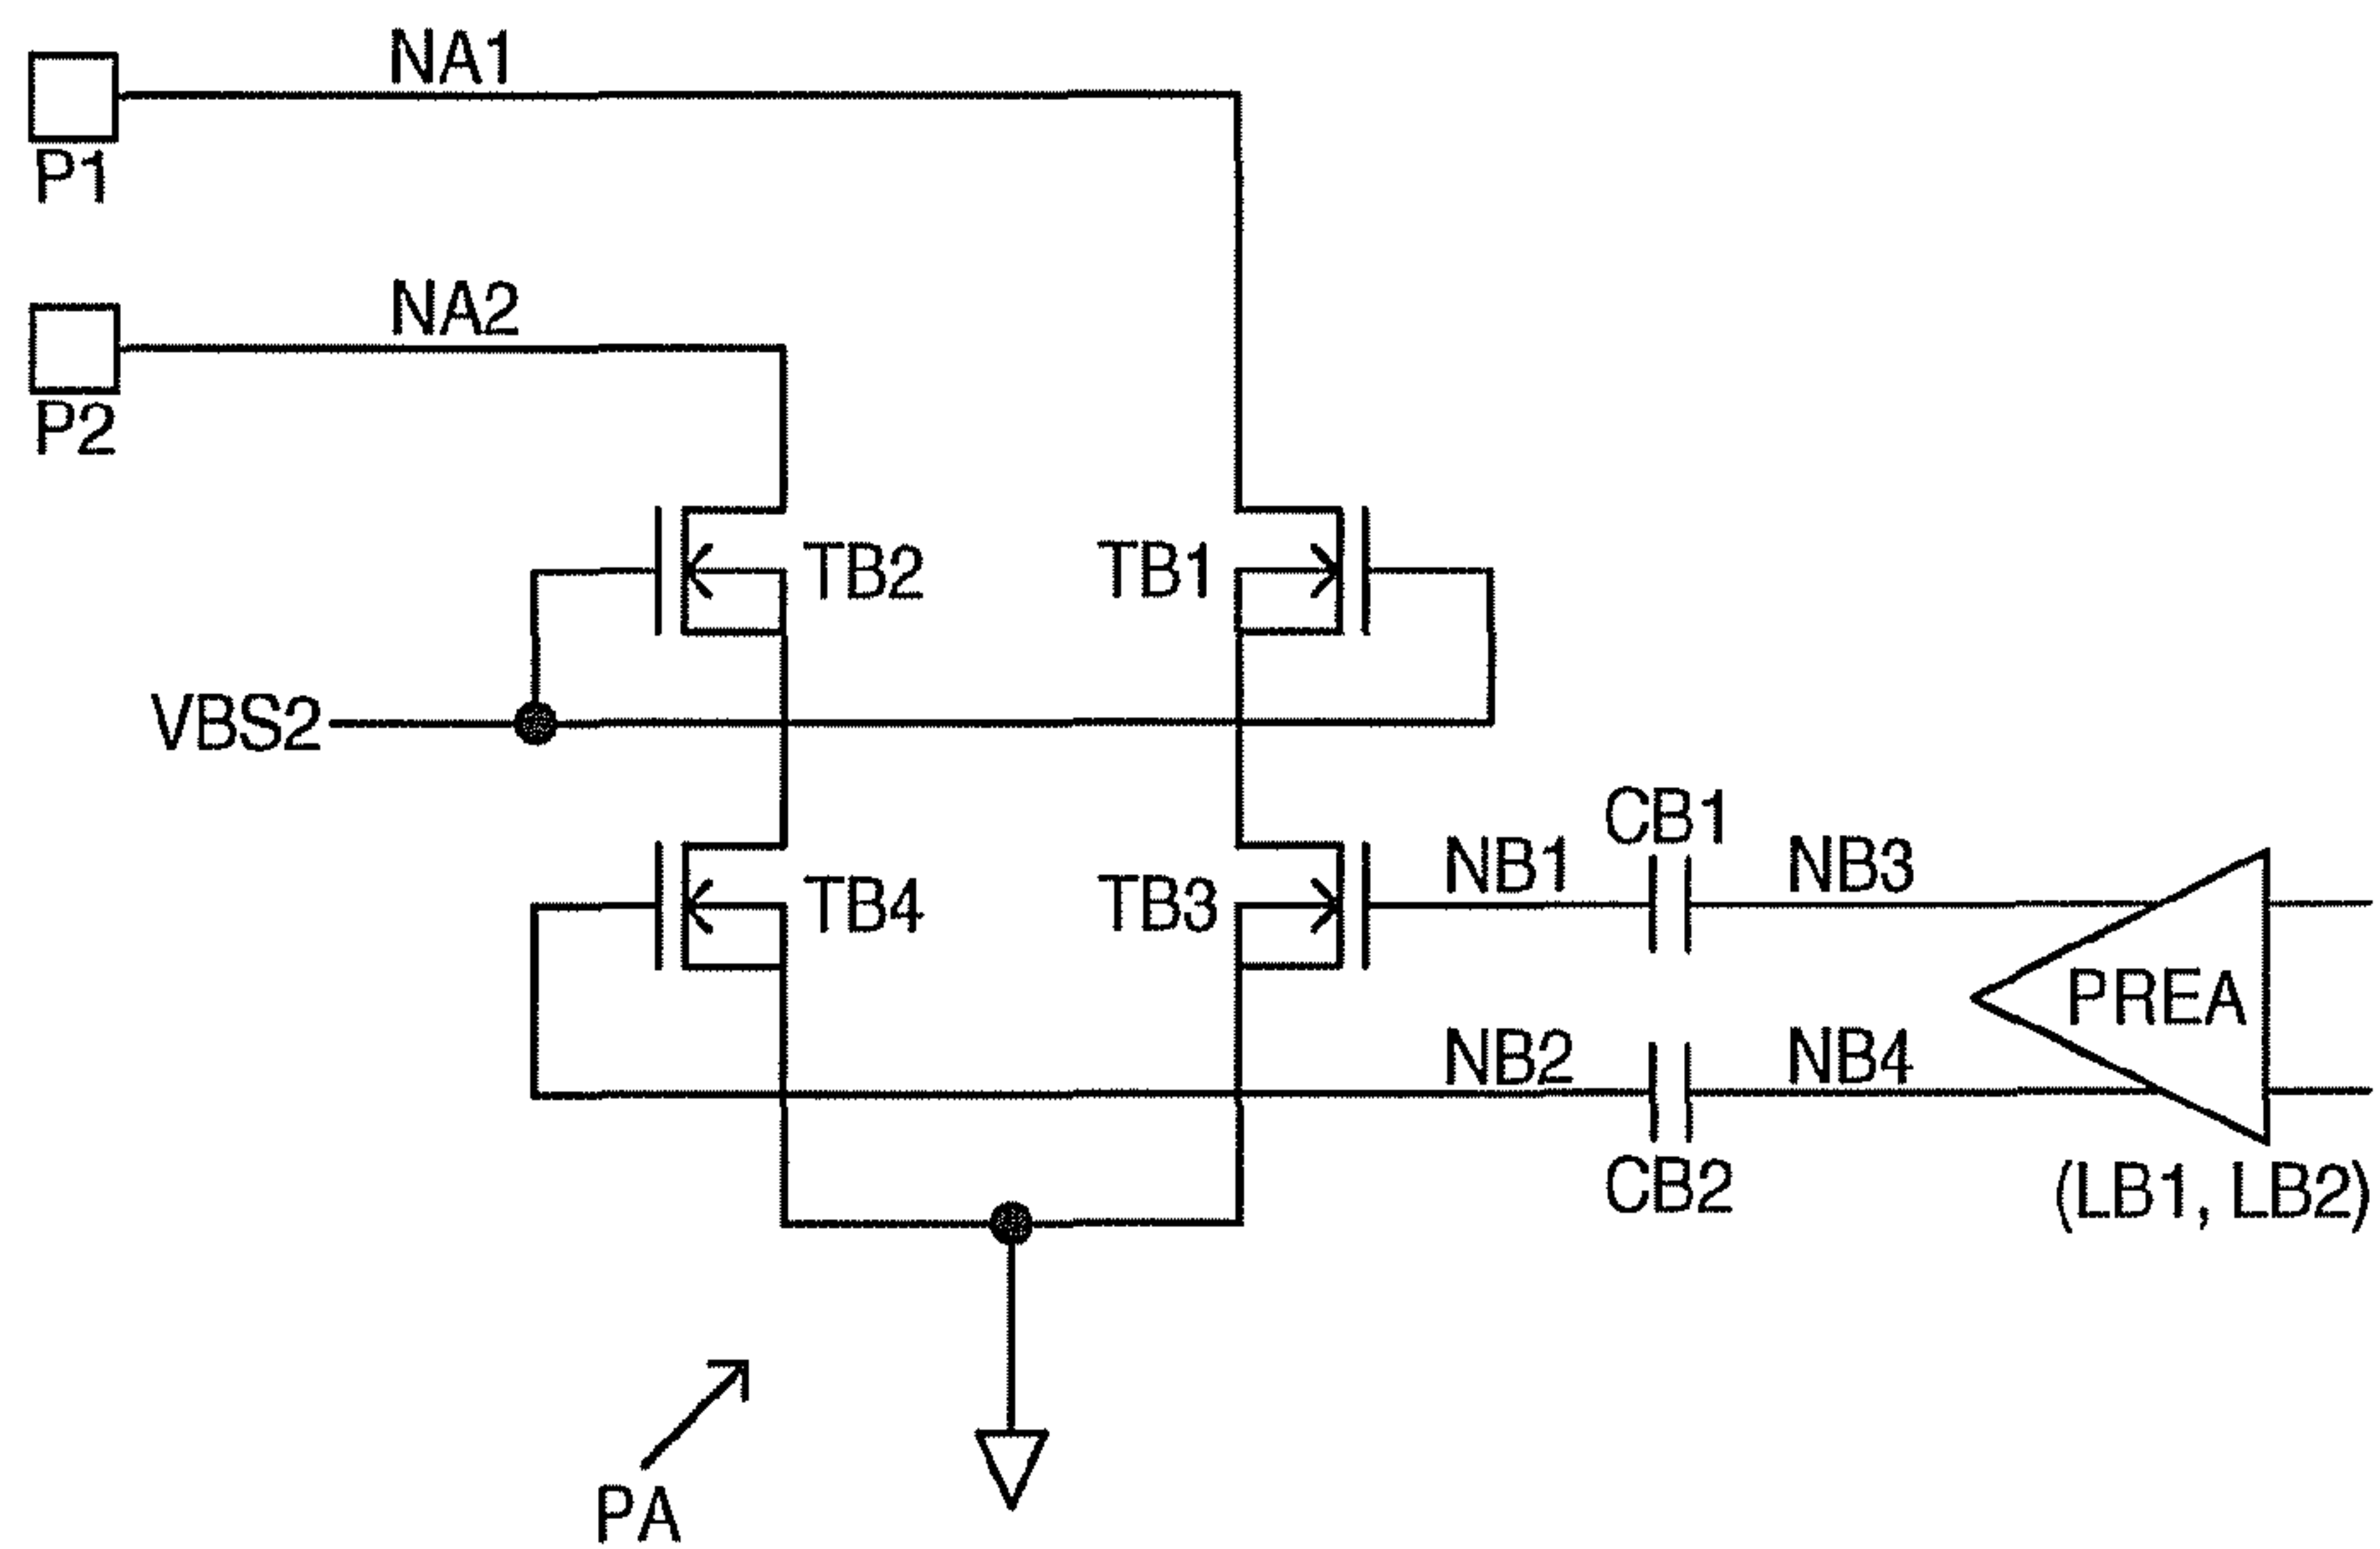 NA1
P1
NA2
P2
TB2
TB1
VBS2
CB1
NB1
NB3
TB4
TB3
PREA
NB2
NB4
CB2
(LB1, LB2)
PA